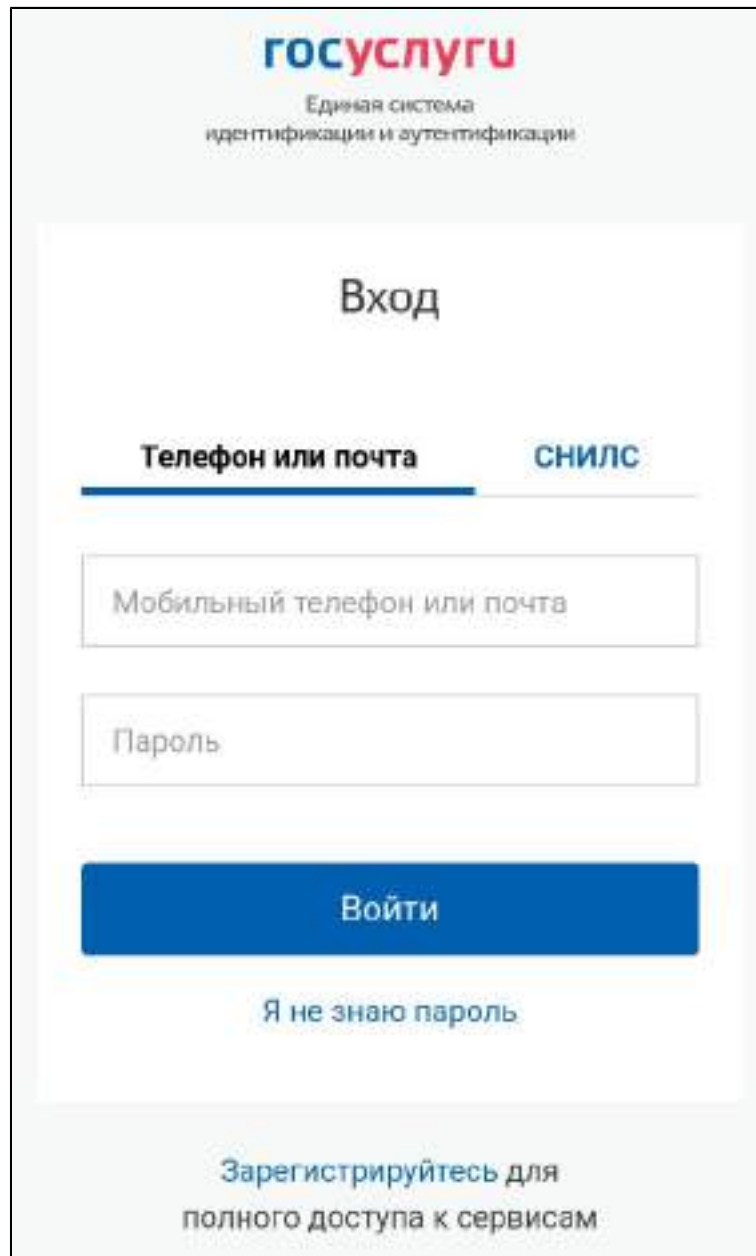 госуслуги
Единая система
идентификации и аутентификации
Вход
Телефон или почта СНИЛС
Мобильный телефон или почта
Пароль
Войти
Я не знаю пароль
Зарегистрируйтесь для
полного доступа к сервисам